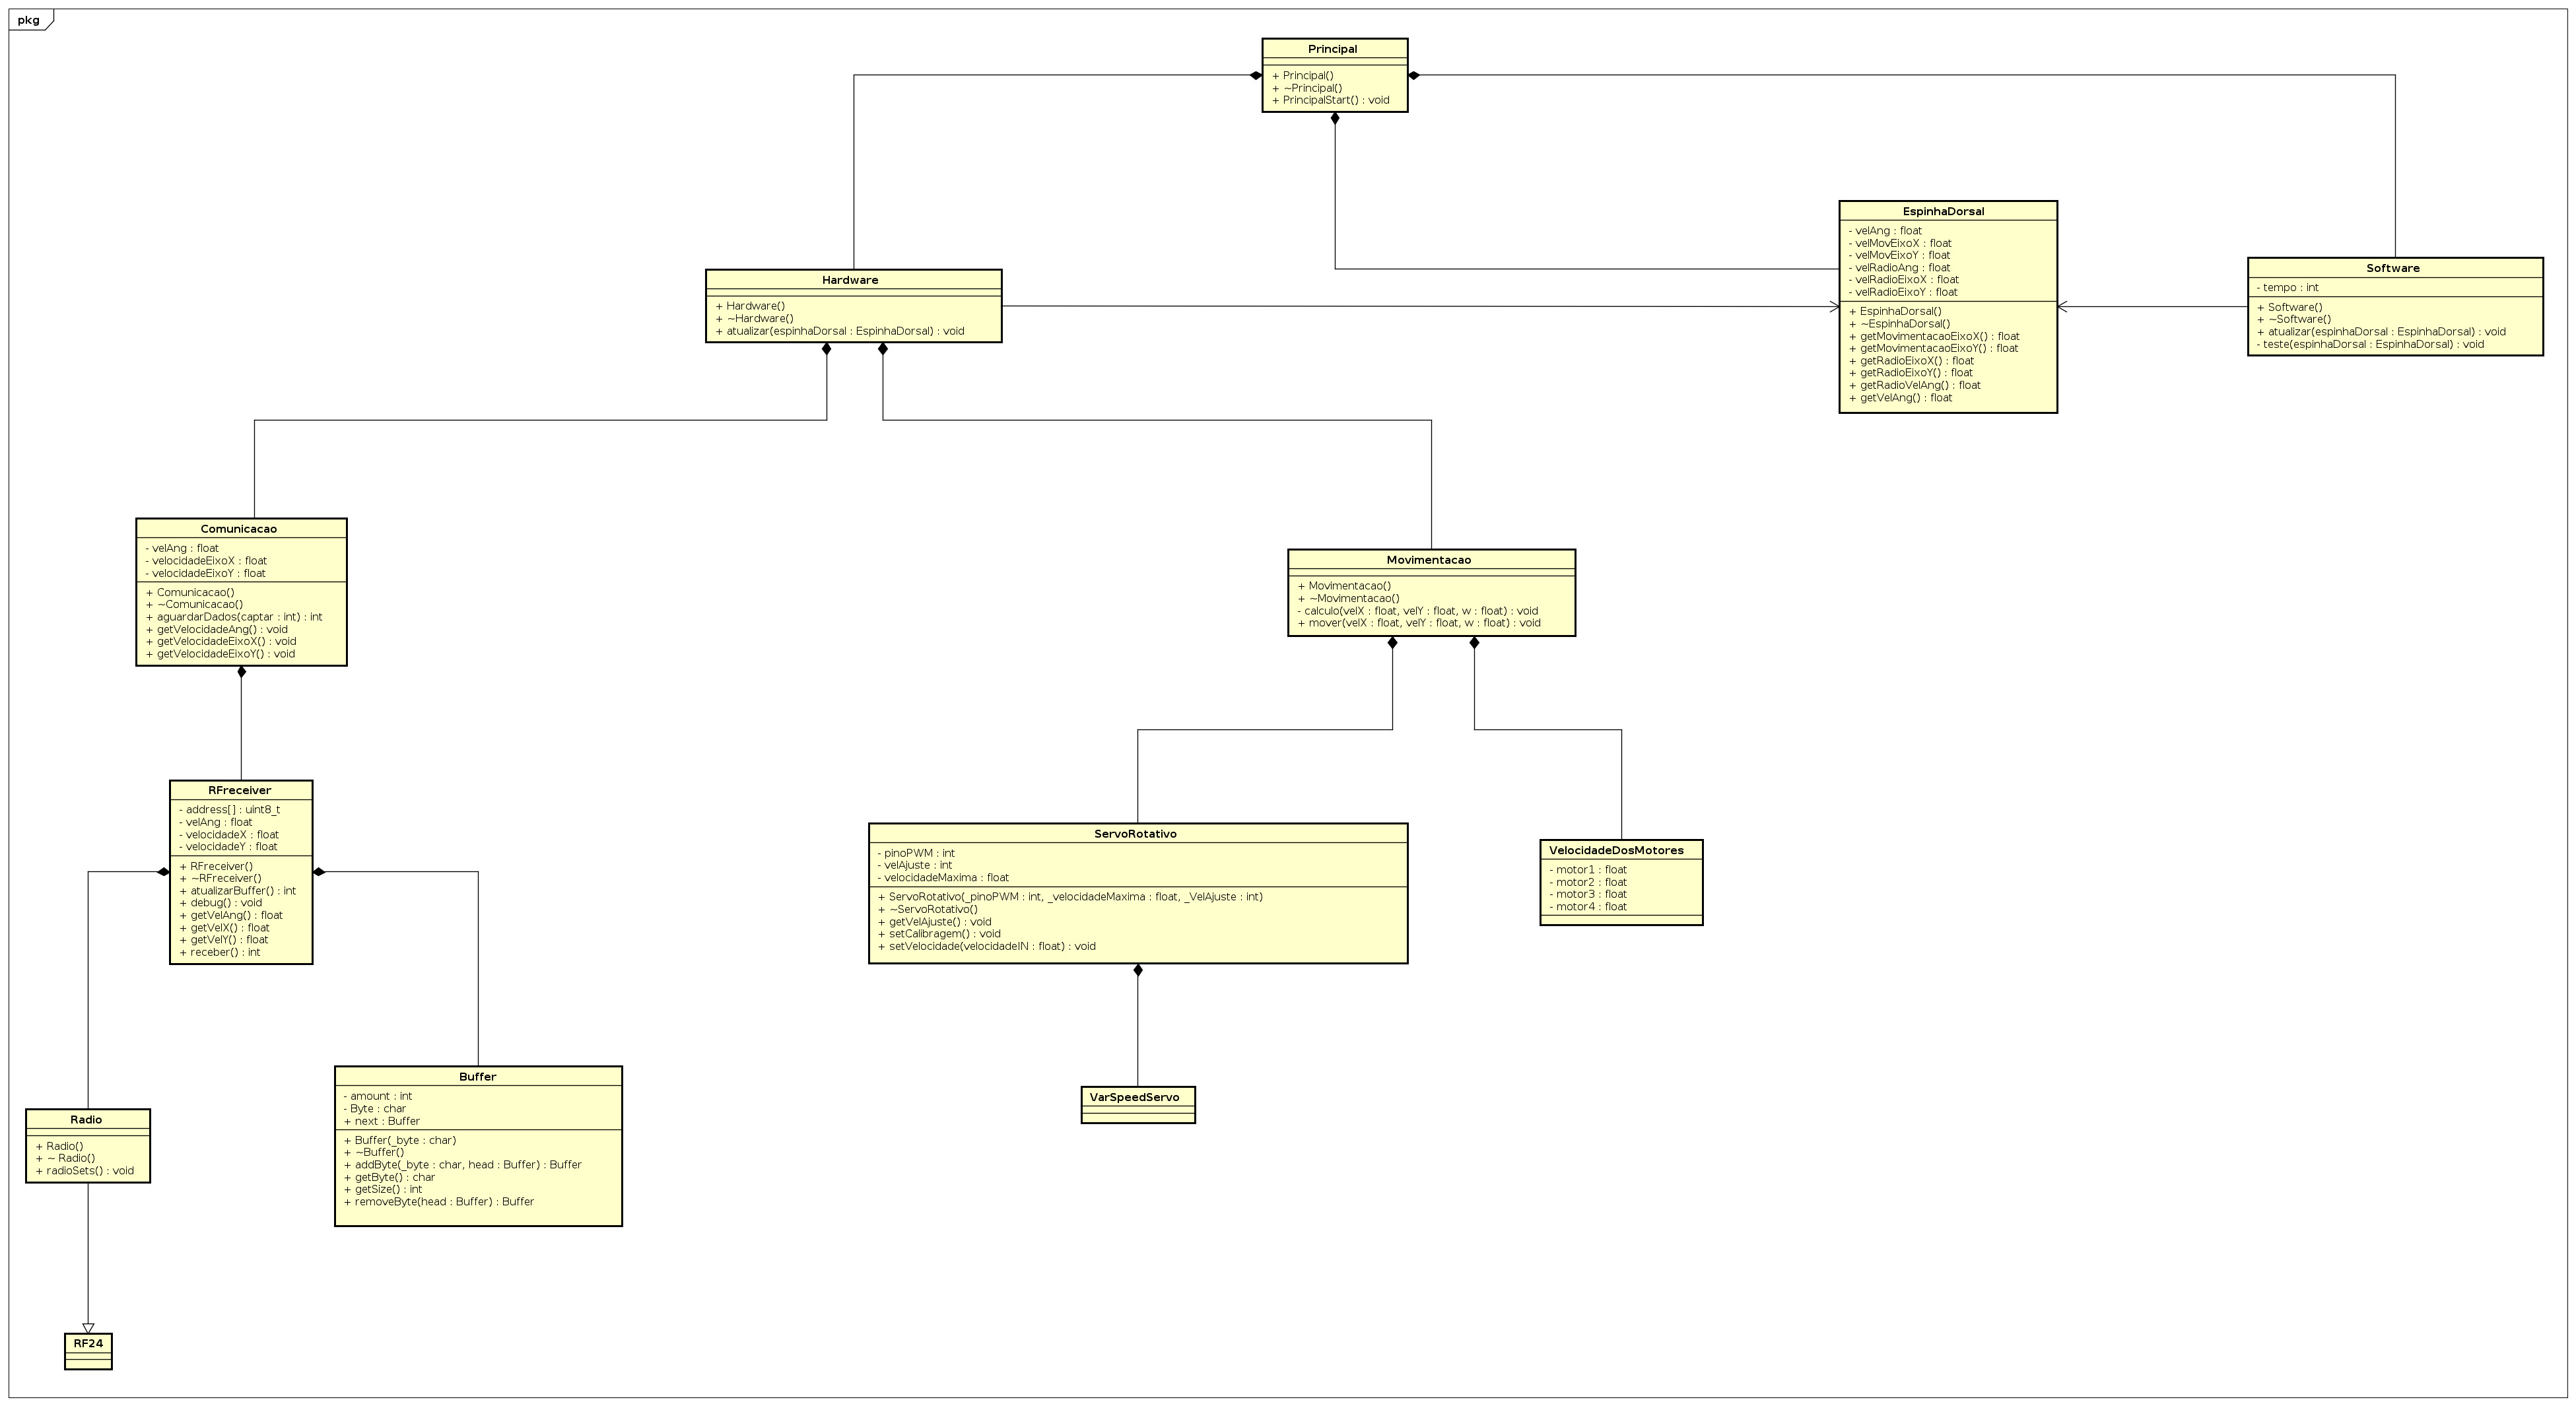 pkg
Principal
+ Principal()
+ ~Principal()
+ PrincipalStart() : void
EspinhaDorsal
- velAng : float
- velMovEixoX : float
- velMovEixoY : float
- velRadioAng : float
- velRadioEixoX : float
- velRadioEixoY : float
+ EspinhaDorsal()
+ ~EspinhaDorsal()
+ getMovimentacaoEixoX() : float
+ getMovimentacaoEixoY() : float
+ getRadioEixoX() : float
+ getRadioEixoY() : float
+ getRadioVelAng() : float
+ getVelAng() : float
Software
- tempo : int
+ Software()
+ ~Software()
+ atualizar(espinhaDorsal : EspinhaDorsal) : void
- teste(espinhaDorsal : EspinhaDorsal) : void
Hardware
+ Hardware()
+ ~Hardware()
+ atualizar(espinhaDorsal : EspinhaDorsal) : void
Comunicacao
- velAng : float
- velocidadeEixoX : float
- velocidadeEixoY : float
+ Comunicacao()
+ ~Comunicacao()
+ aguardarDados(captar : int) : int
+ getVelocidadeAng() : void
+ getVelocidadeEixoX() : void
+ getVelocidadeEixoY() : void
Movimentacao
+ Movimentacao()
+ ~Movimentacao()
- calculo(velX : float, velY : float, w : float) : void
+ mover(velX : float, velY : float, w : float) : void
RFreceiver
- address[] : uint8_t
- velAng : float
- velocidadeX : float
- velocidadeY : float
+ RFreceiver()
+ ~RFreceiver()
+ atualizarBuffer() : int
+ debug() : void
+ getVelAng() : float
+ getVelX() : float
+ getVelY() : float
+ receber() : int
ServoRotativo
- pinoPWM : int
- velAjuste : int
- velocidadeMaxima : float
+ ServoRotativo(_pinoPWM : int, _velocidadeMaxima : float, _VelAjuste : int)
+ ~ServoRotativo()
+ getVelAjuste() : void
+ setCalibragem() : void
+ setVelocidade(velocidadeIN : float) : void
VelocidadeDosMotores
- motor1 : float
- motor2 : float
- motor3 : float
- motor4 : float
Buffer
- amount : int
- Byte : char
+ next : Buffer
+ Buffer(_byte : char)
+ ~Buffer()
+ addByte(_byte : char, head : Buffer) : Buffer
+ getByte() : char
+ getSize() : int
+ removeByte(head : Buffer) : Buffer
VarSpeedServo
Radio
+ Radio()
+ ~ Radio()
+ radioSets() : void
RF24